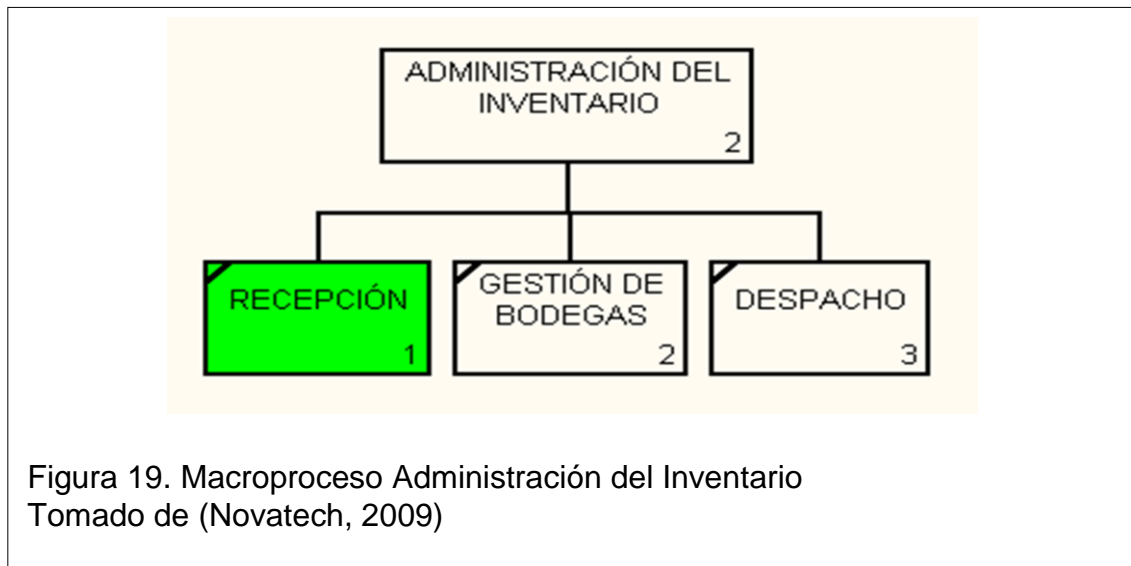 ADMINISTRACIÓN DEL
INVENTARIO
2
RECEPCIÓN
1
GESTIÓN DE
BODEGAS
2
DESPACHO
3
Figura 19. Macroproceso Administración del Inventario
Tomado de (Novatech, 2009)